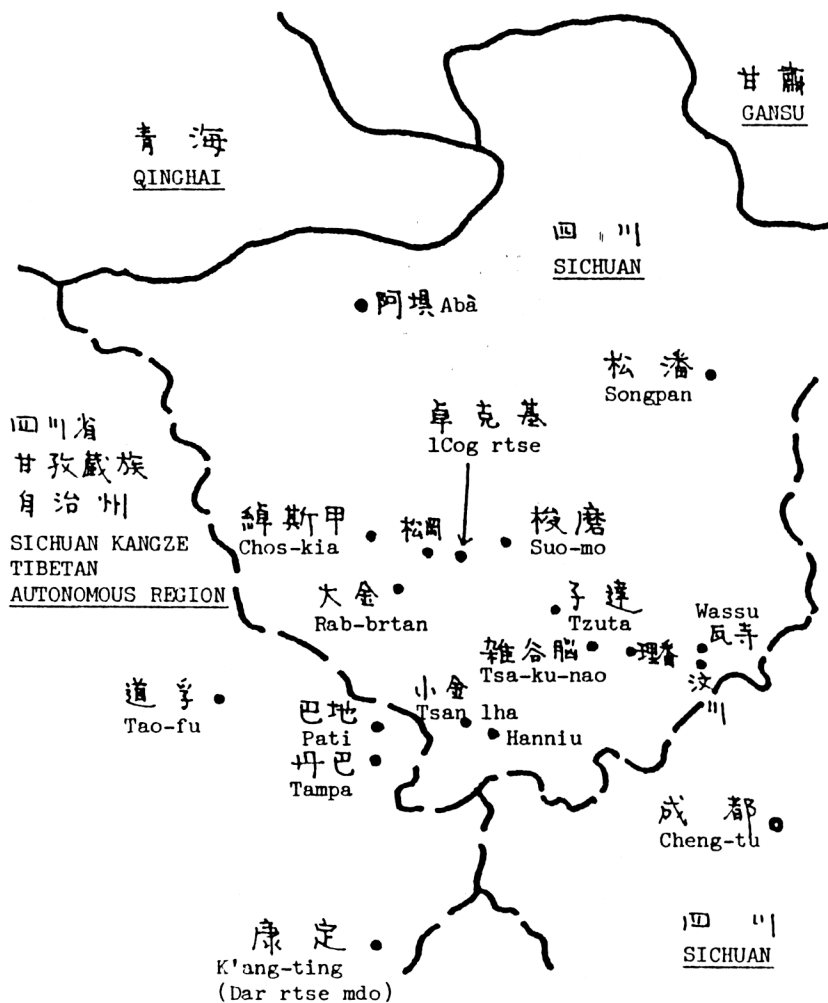 甘肅
GANSU
青海
QINGHAI
四川
SICHUAN
阿垻 Abà
松潘
Songpan
卓克基
lCog rtse
四川省
甘孜藏族
自治州
SICHUAN KANGZE
TIBETAN
AUTONOMOUS REGION
綽斯甲
Chos-kia
松岡
梭磨
Suo-mo
大金
Rab-brtan
子達
Tzuta
Wassu
瓦寺
雑谷脳
Tsa-ku-nao
理番
汶川
道孚
Tao-fu
小金
Tsan lha
巴地
Pati
Hanniu
丹巴
Tampa
成都
Cheng-tu
康定
K'ang-ting
(Dar rtse mdo)
四川
SICHUAN